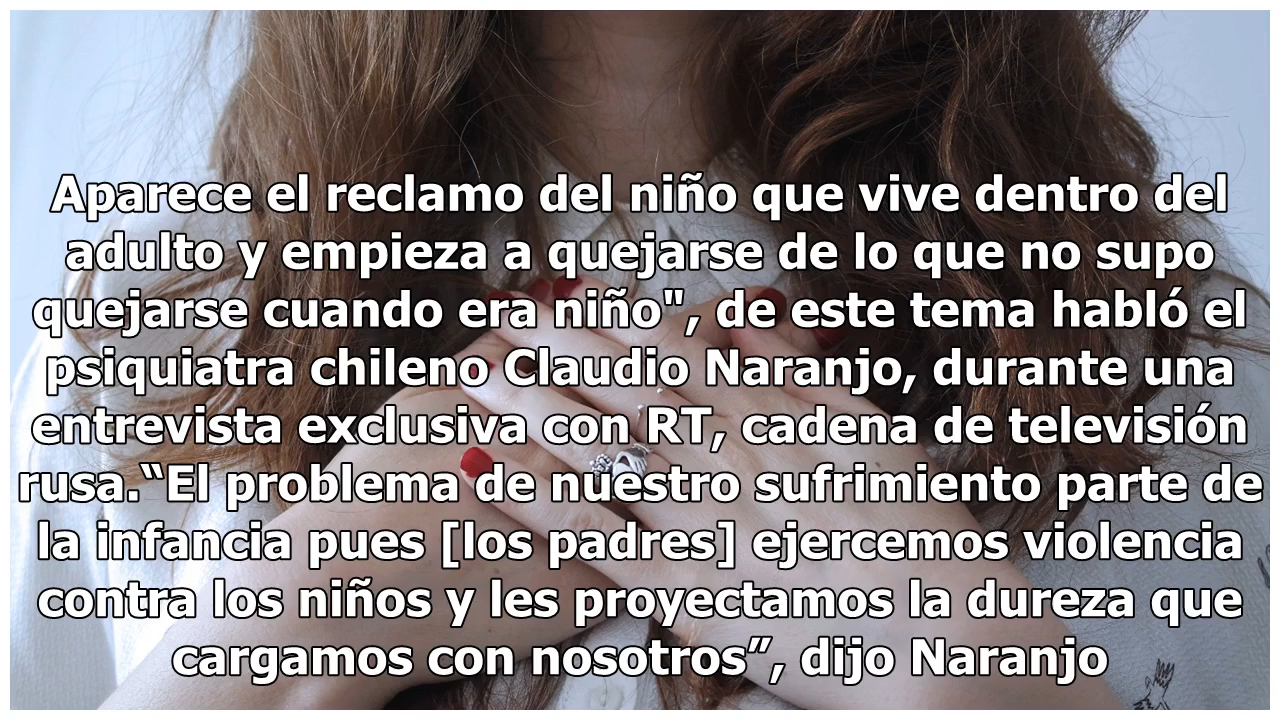 Aparece el reclamo del niño que vive dentro del
adulto y empieza a quejarse de lo que no supo
quejarse cuando era niño", de este tema habló el
psiquiatra chileno Claudio Naranjo, durante una
entrevista exclusiva con RT, cadena de televisión
rusa.“El problema de nuestro sufrimiento parte de
la infancia pues [los padres] ejercemos violencia
contra los niños y les proyectamos la dureza que
cargamos con nosotros”, dijo Naranjo